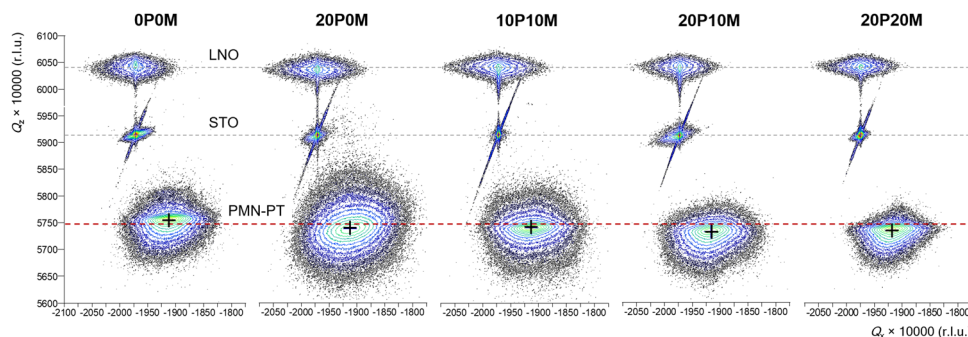 0P0M 20P0M 10P10M 20P10M 20P20M
Qz × 10000 (r.l.u.)
6100
6050
6000
5950
5900
5850
5800
5750
5700
5650
5600
LNO
STO
PMN-PT
-2100 -2050 -2000 -1950 -1900 -1850 -1800
-2050 -2000 -1950 -1900 -1850 -1800
-2050 -2000 -1950 -1900 -1850 -1800
-2050 -2000 -1950 -1900 -1850 -1800
-2050 -2000 -1950 -1900 -1850 -1800
Qx × 10000 (r.l.u.)